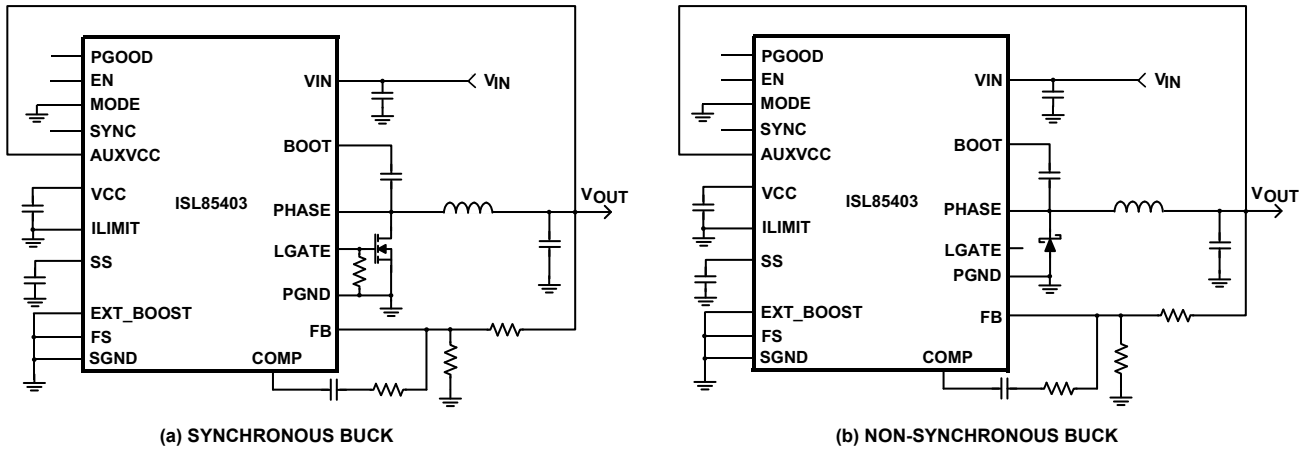 PGOOD
EN
MODE
SYNC
AUXVCC
VCC
ILIMIT
SS
EXT_BOOST
FS
SGND
ISL85403
VIN
BOOT
PHASE
LGATE
PGND
FB
COMP
VIN
VOUT
(a) SYNCHRONOUS BUCK
PGOOD
EN
MODE
SYNC
AUXVCC
VCC
ILIMIT
SS
EXT_BOOST
FS
SGND
ISL85403
VIN
BOOT
PHASE
LGATE
PGND
FB
COMP
VIN
VOUT
(b) NON-SYNCHRONOUS BUCK